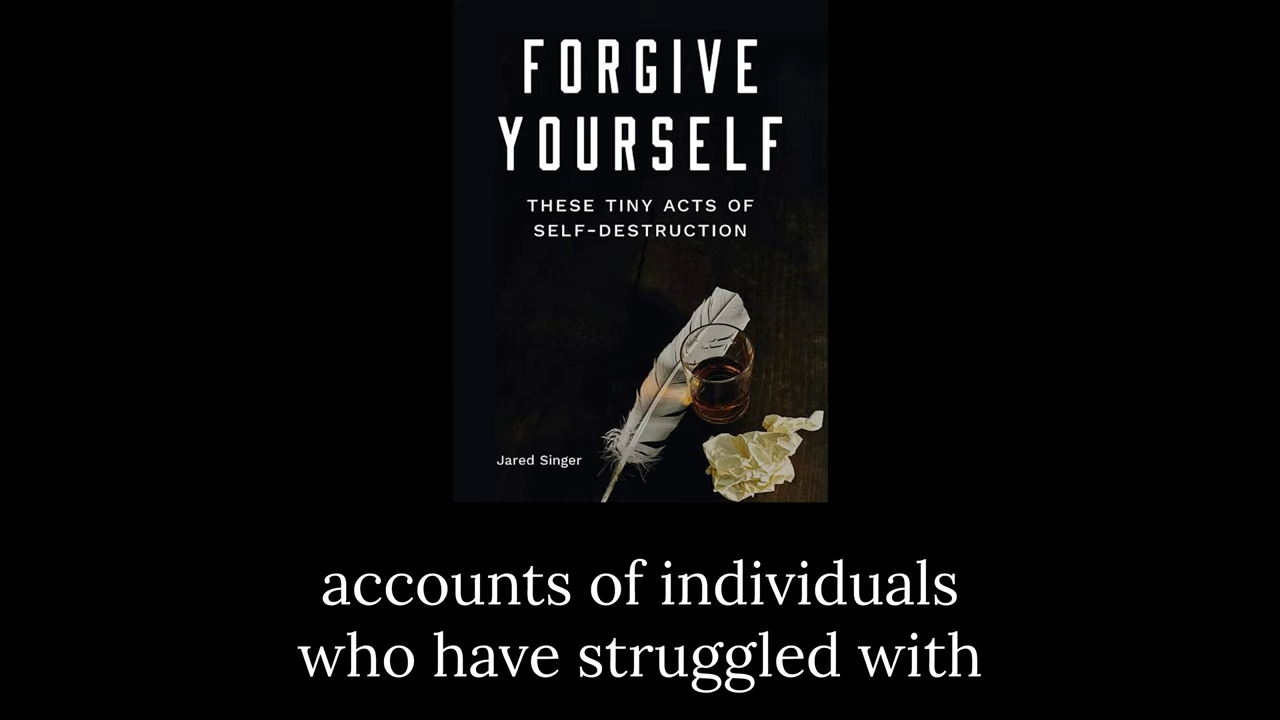 FORGIVE
YOURSELF
THESE TINY ACTS OF
SELF-DESTRUCTION
Jared Singer
accounts of individuals
who have struggled with